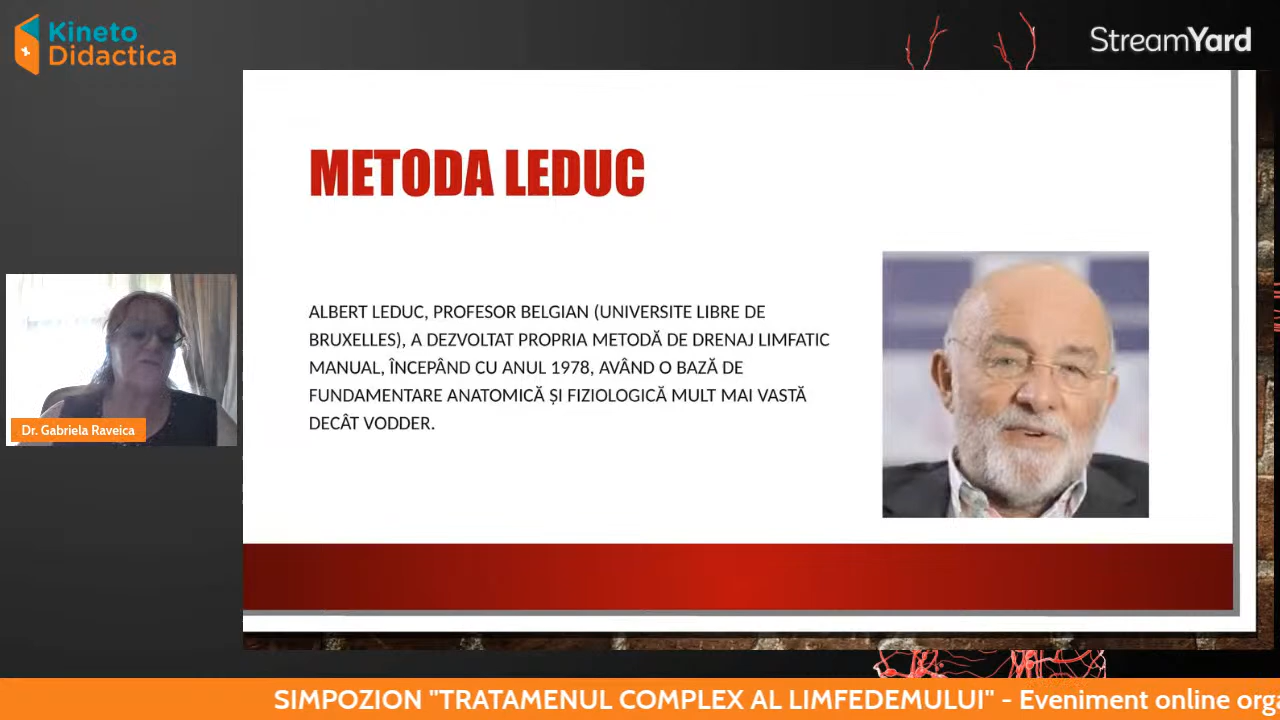 Kineto
Didactica
StreamYard
METODA LEDUC
ALBERT LEDUC, PROFESOR BELGIAN (UNIVERSITE LIBRE DE
BRUXELLES), A DEZVOLTAT PROPRIA METODĂ DE DRENAJ LIMFATIC
MANUAL, ÎNCEPÂND CU ANUL 1978, AVÂND O BAZĂ DE
FUNDAMENTARE ANATOMICĂ ȘI FIZIOLOGICĂ MULT MAI VASTĂ
DECÂT VODDER.
Dr. Gabriela Raveica
SIMPOZION "TRATAMENUL COMPLEX AL LIMFEDEMULUI" - Eveniment online orga